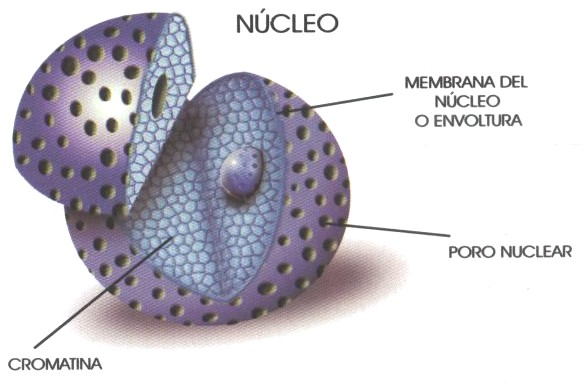 NÚCLEO
MEMBRANA DEL
NÚCLEO
O ENVOLTURA
PORO NUCLEAR
CROMATINA